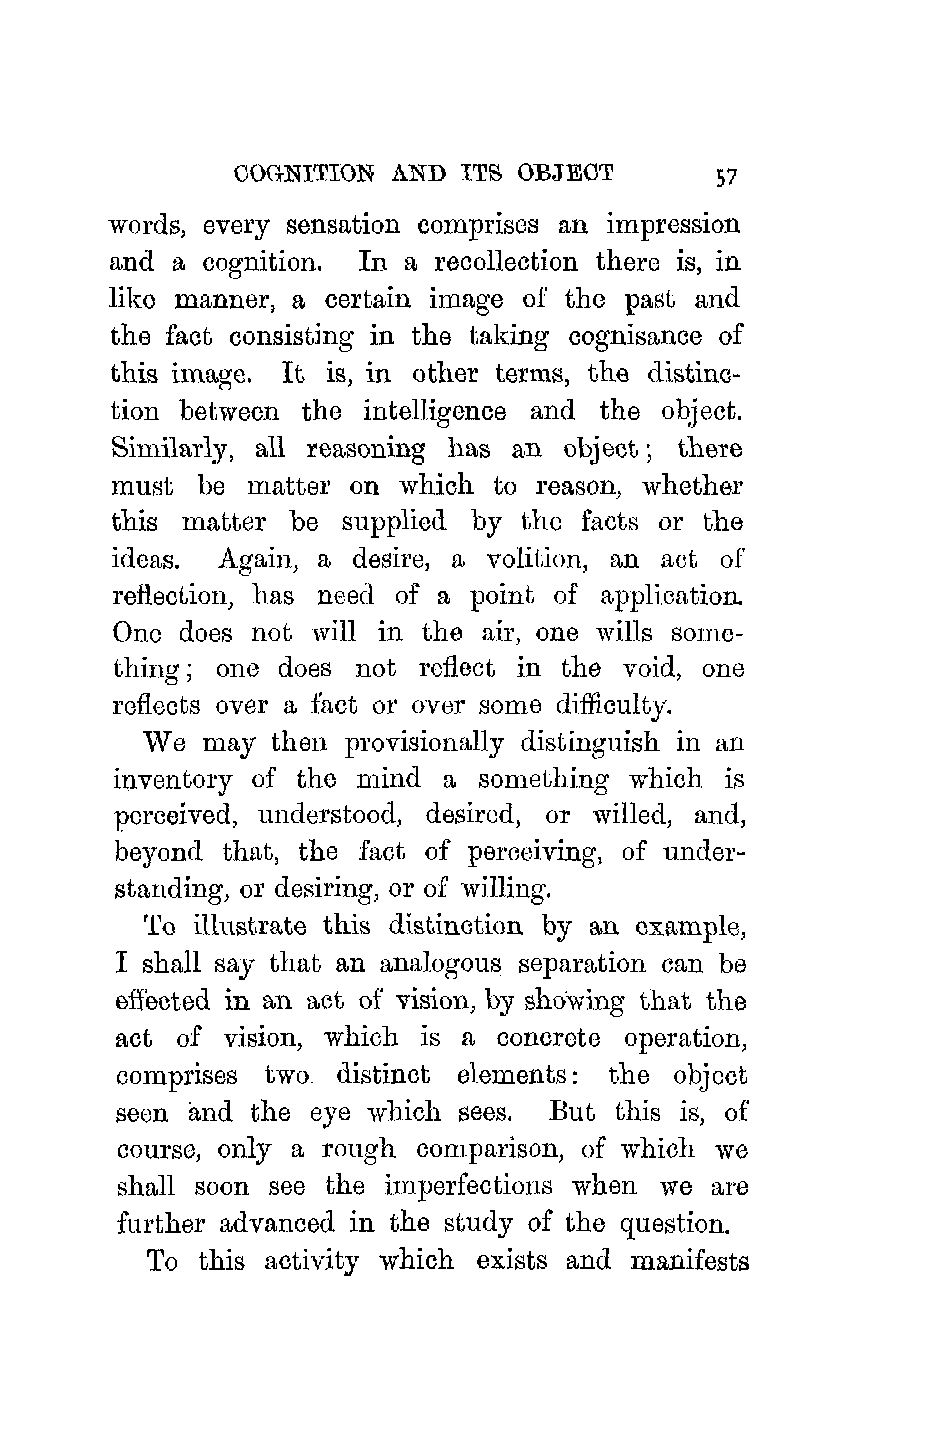 COGNITION AND ITS OBJECT 57
words, every sensation comprises an impression
and a cognition. In a recollection there is, in
like manner, a certain image of the past and
the fact consisting in the taking cognisance of
this image. It is, in other terms, the distinc-
tion between the intelligence and the object.
Similarly, all reasoning has an object; there
must be matter on which to reason, whether
this matter be supplied by the facts or the
ideas. Again, a desire, a volition, an act of
reflection, has need of a point of application.
One does not will in the air, one wills some-
thing; one does not reflect in the void, one
reflects over a fact or over some difficulty.
We may then provisionally distinguish in an
inventory of the mind a something which is
perceived, understood, desired, or willed, and,
beyond that, the fact of perceiving, of under-
standing, or desiring, or of willing.
To illustrate this distinction by an example,
I shall say that an analogous separation can be
effected in an act of vision, by showing that the
act of vision, which is a concrete operation,
comprises two distinct elements: the object
seen and the eye which sees. But this is, of
course, only a rough comparison, of which we
shall soon see the imperfections when we are
further advanced in the study of the question.
To this activity which exists and manifests